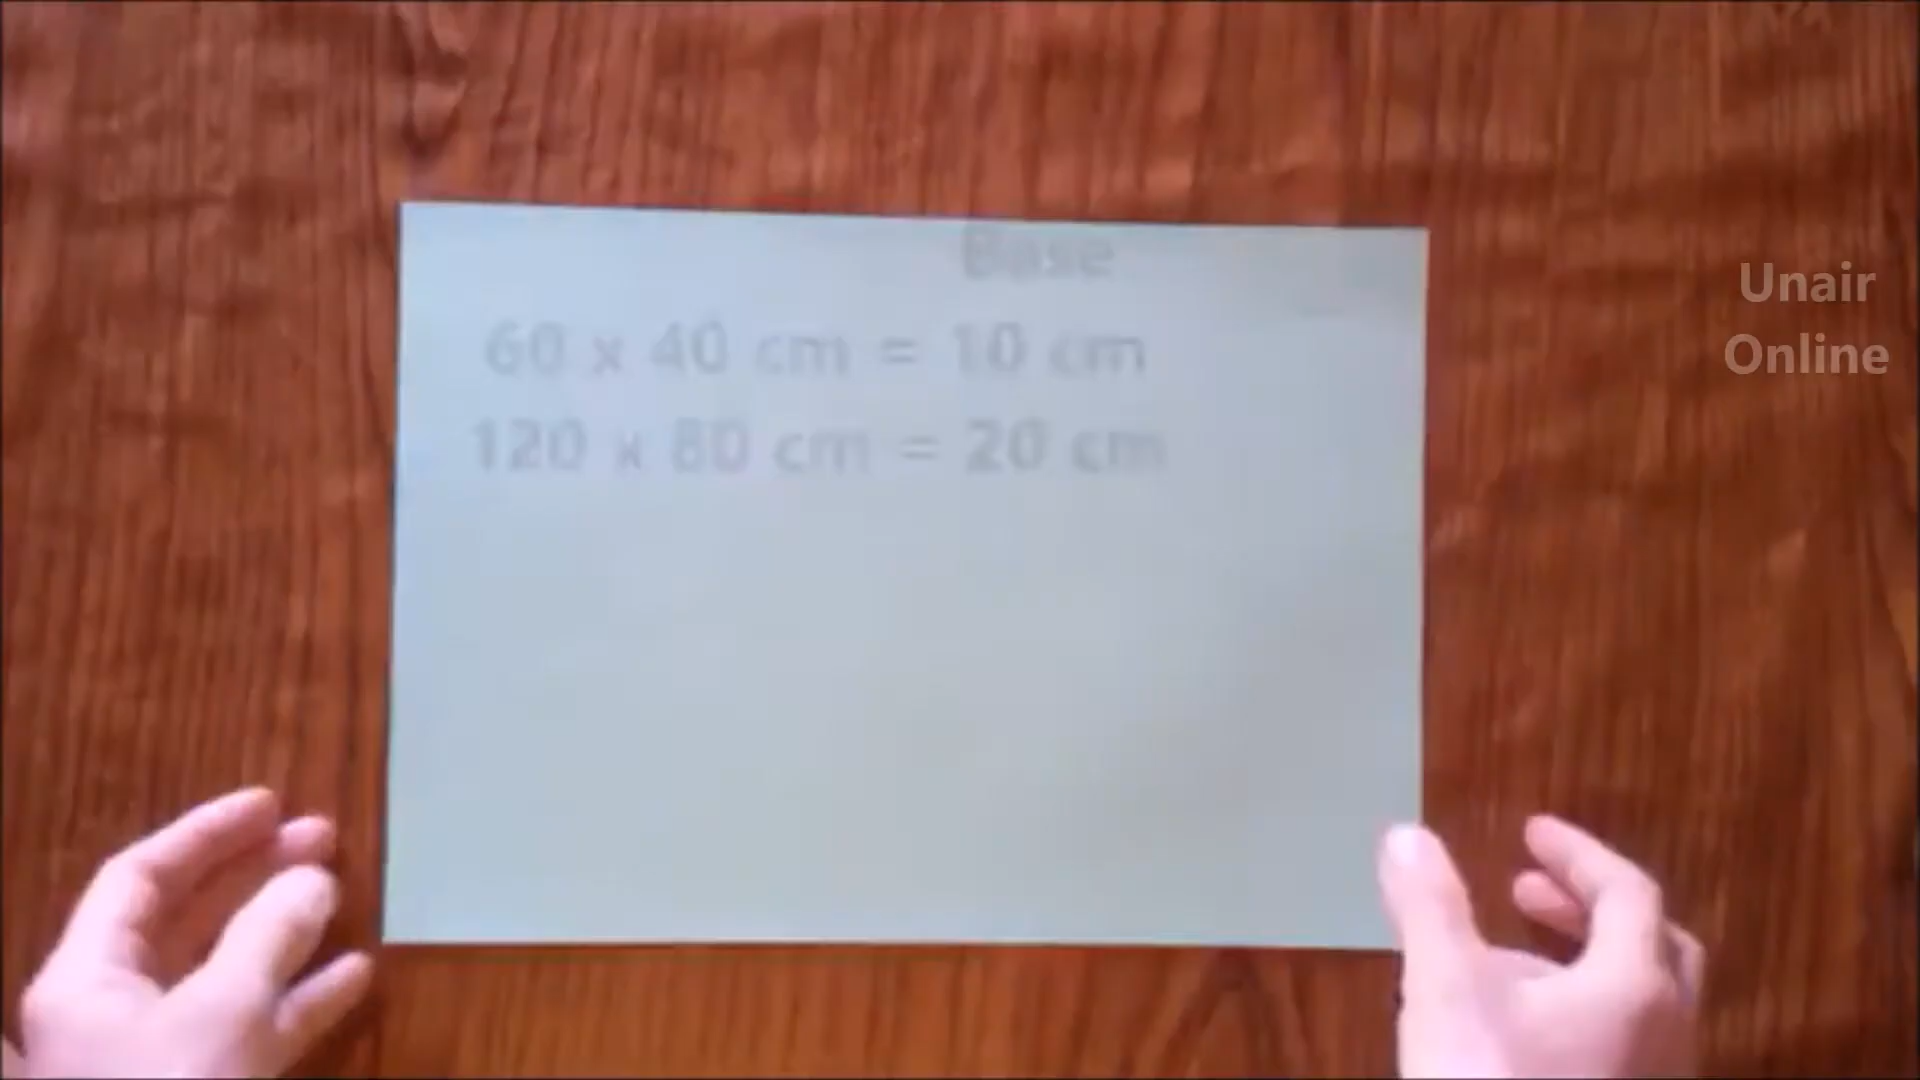 Base
60 x 40 cm = 10 cm
120 x 80 cm = 20 cm
Unair
Online